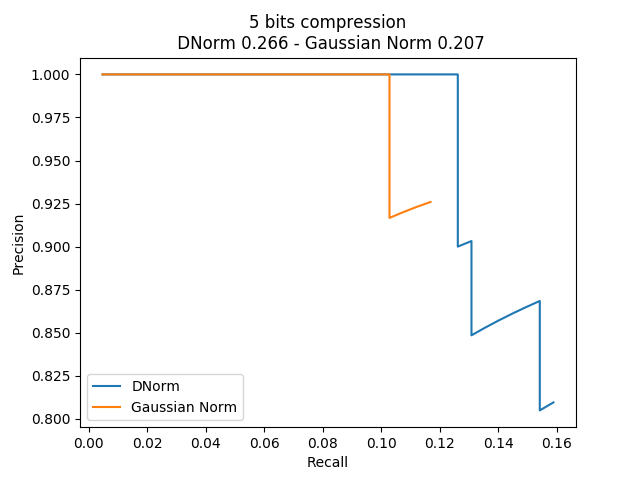 5 bits compression
DNorm 0.266 - Gaussian Norm 0.207
1.000
0.975
0.950
0.925
0.900
0.875
0.850
0.825
0.800
Precision
DNorm
Gaussian Norm
0.00 0.02 0.04 0.06 0.08 0.10 0.12 0.14 0.16
Recall